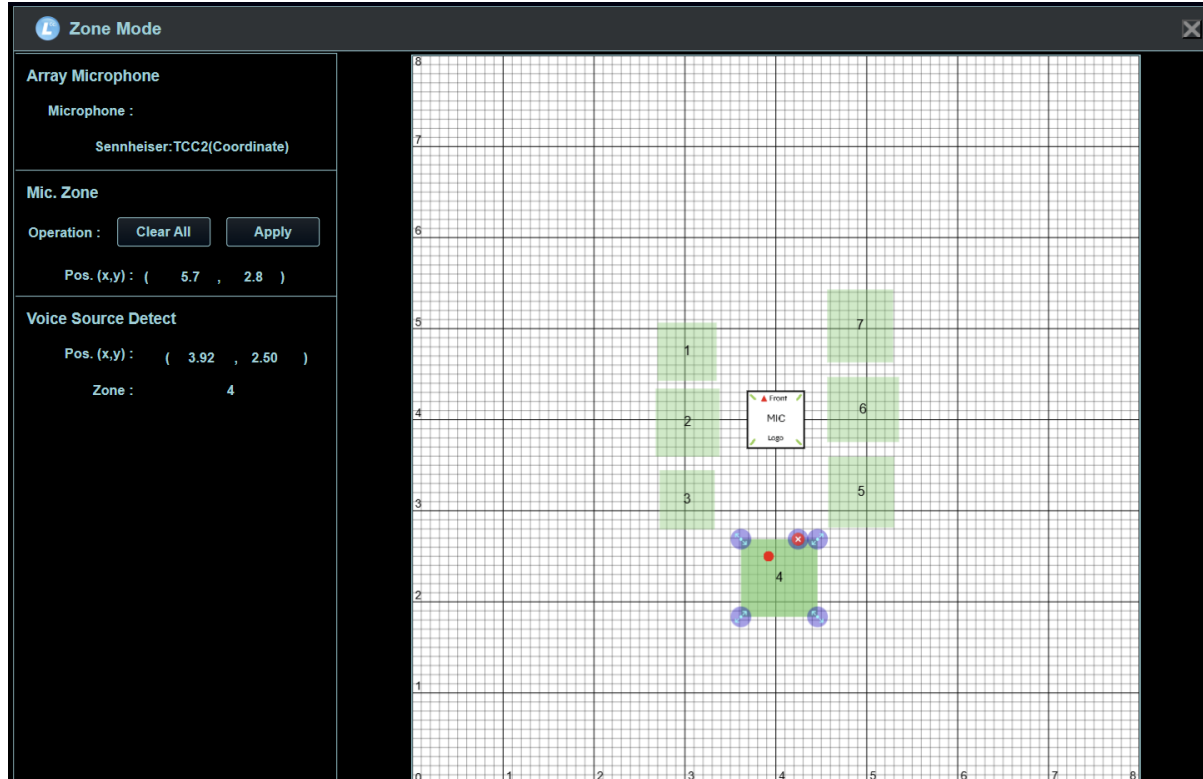 L Zone Mode
Array Microphone
Microphone :
Sennheiser:TCC2(Coordinate)
Mic. Zone
Operation : Clear All Apply
Pos. (x,y) : ( 5.7 , 2.8 )
Voice Source Detect
Pos. (x,y) : ( 3.92 , 2.50 )
Zone : 4
8
7
6
5
7
1
4
Front
6
MIC
2
Logo
5
3
3
4
2
1
0 1 2 3 4 5 6 7 8